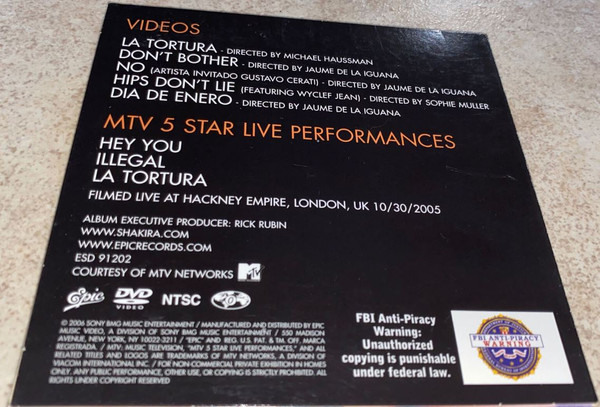 VIDEOS
LA TORTURA - DIRECTED BY MICHAEL HAUSSMAN
DON'T BOTHER - DIRECTED BY JAUME DE LA IGUANA
NO (ARTISTA INVITADO GUSTAVO CERATI) - DIRECTED BY JAUME DE LA IGUANA
HIPS DON'T LIE (FEATURING WYCLEF JEAN) - DIRECTED BY SOPHIE MULLER
DIA DE ENERO - DIRECTED BY JAUME DE LA IGUANA
MTV 5 STAR LIVE PERFORMANCES
HEY YOU
ILLEGAL
LA TORTURA
FILMED LIVE AT HACKNEY EMPIRE, LONDON, UK 10/30/2005
ALBUM EXECUTIVE PRODUCER: RICK RUBIN
WWW.SHAKIRA.COM
WWW.EPICRECORDS.COM
ESD 91202
COURTESY OF MTV NETWORKS MTV
Epic DVD VIDEO NTSC
© 2006 SONY BMG MUSIC ENTERTAINMENT / MANUFACTURED AND DISTRIBUTED BY EPIC
MUSIC VIDEO, A DIVISION OF SONY BMG MUSIC ENTERTAINMENT / 550 MADISON
AVENUE, NEW YORK, NY 10022-3211 / "EPIC" AND REG. U.S. PAT. & TM. OFF. MARCA
REGISTRADA. / MTV: MUSIC TELEVISION, "MTV 5 STAR LIVE PERFORMANCES," AND ALL
RELATED TITLES AND LOGOS ARE TRADEMARKS OF MTV NETWORKS, A DIVISION OF
VIACOM INTERNATIONAL INC. / FOR NON-COMMERCIAL PRIVATE EXHIBITION IN HOMES
ONLY. ANY PUBLIC PERFORMANCE, OTHER USE, OR COPYING IS STRICTLY PROHIBITED. ALL
RIGHTS UNDER COPYRIGHT RESERVED
FBI Anti-Piracy
Warning:
Unauthorized
copying is punishable
under federal law.
FBI ANTI-PIRACY
WARNING